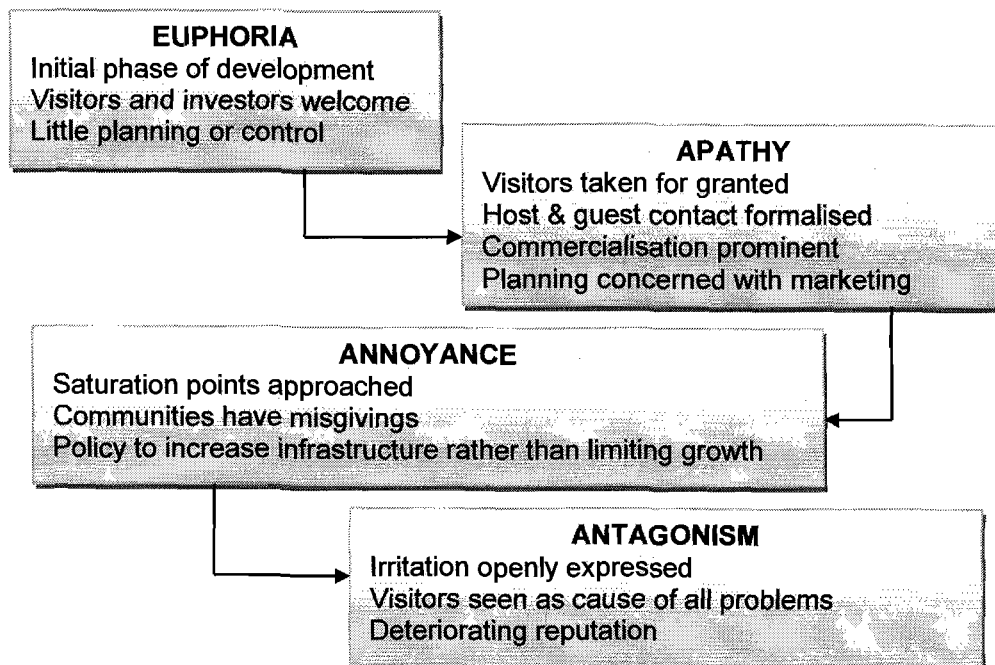 EUPHORIA
Initial phase of development
Visitors and investors welcome
Little planning or control
APATHY
Visitors taken for granted
Host & guest contact formalised
Commercialisation prominent
Planning concerned with marketing
ANNOYANCE
Saturation points approached
Communities have misgivings
Policy to increase infrastructure rather than limiting growth
ANTAGONISM
Irritation openly expressed
Visitors seen as cause of all problems
Deteriorating reputation